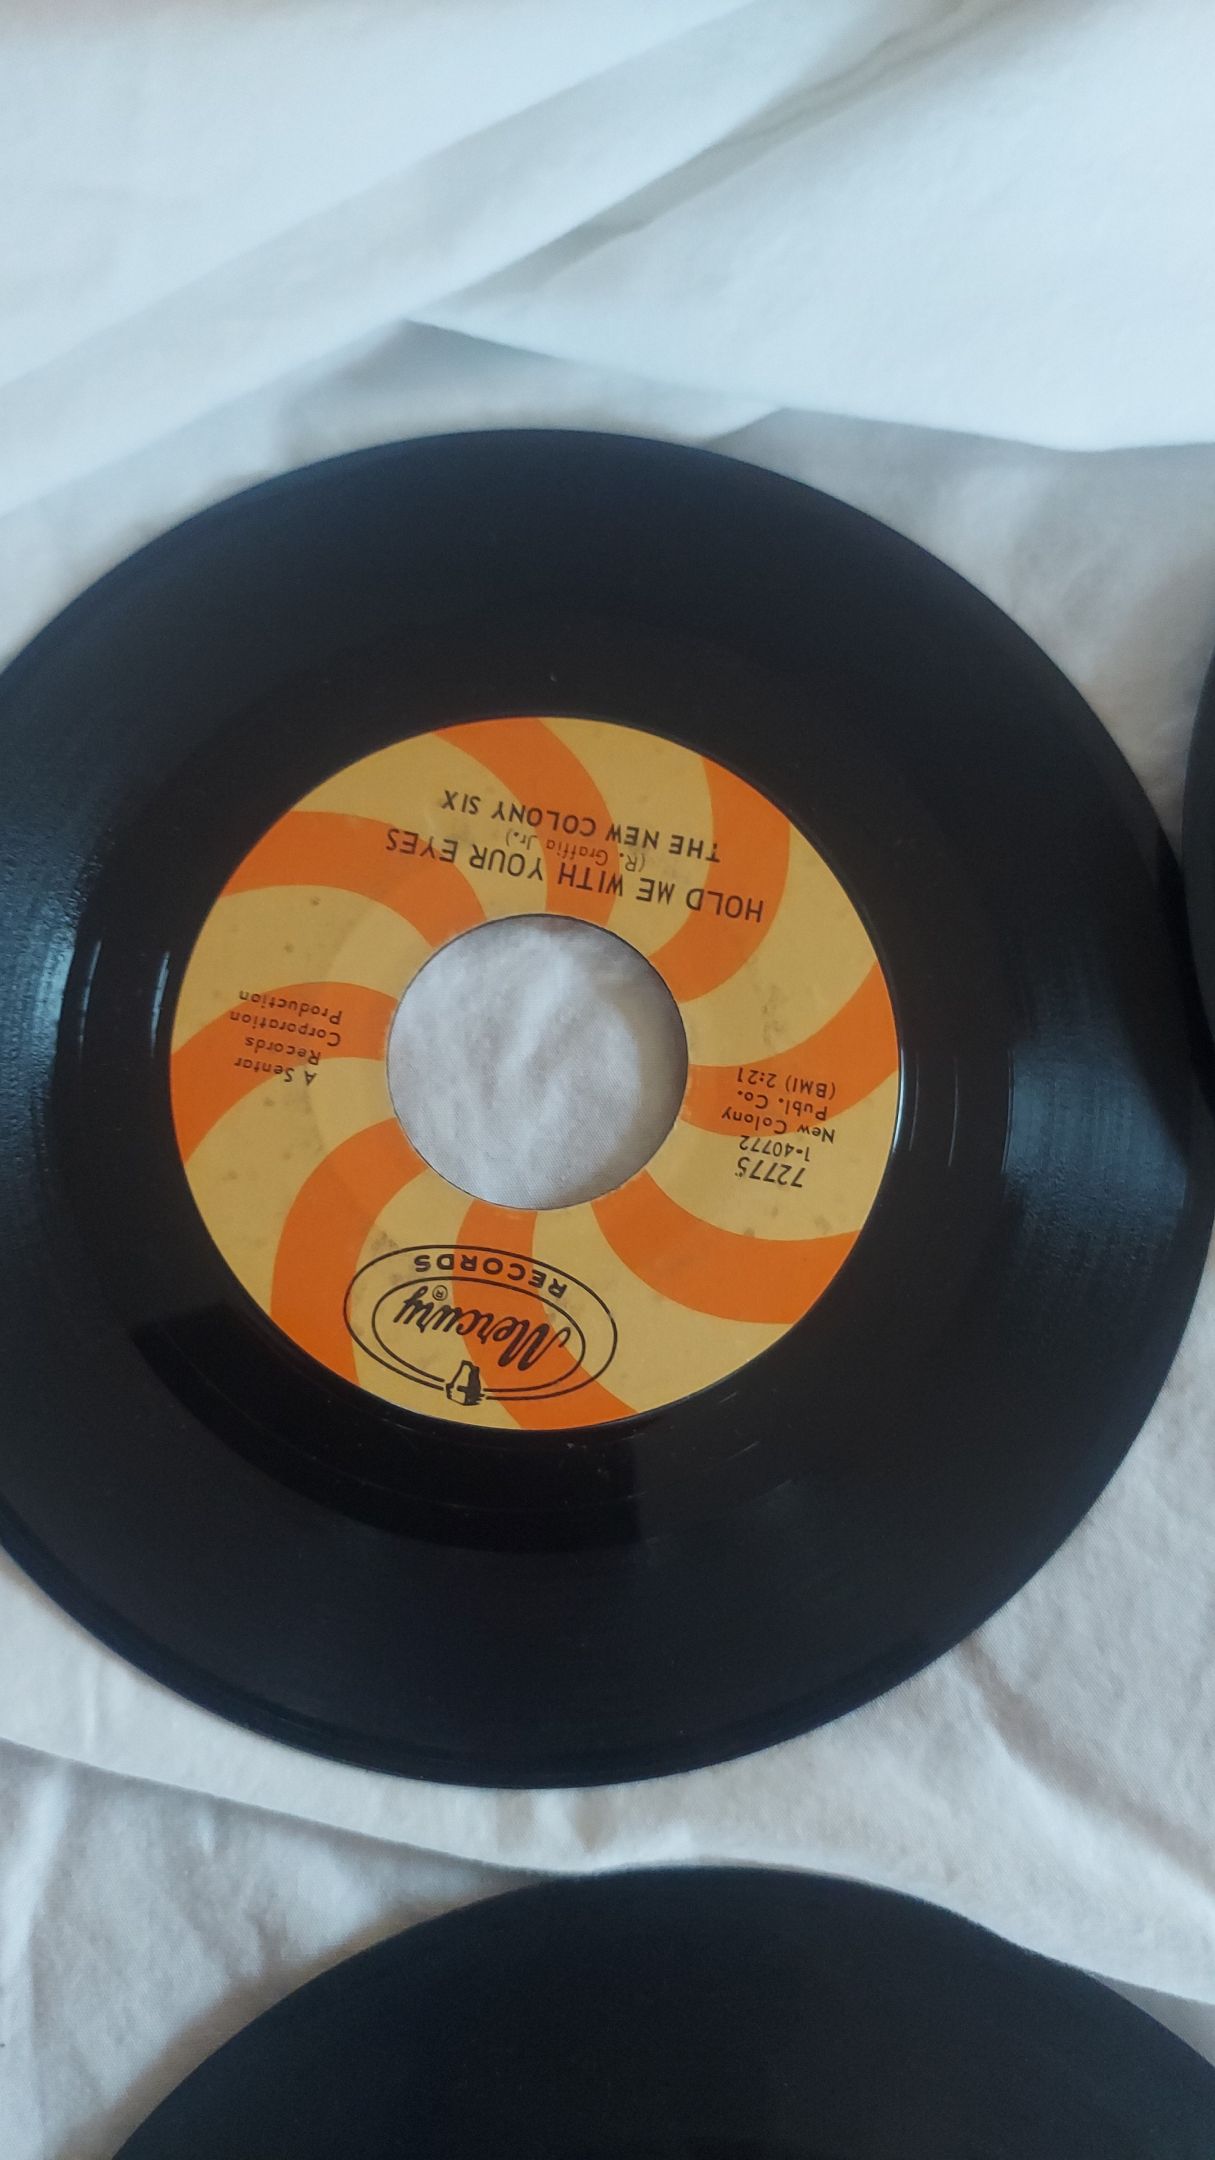 Mercury ®
RECORDS
72775
1-40772
New Colony
Publ. Co.
(BMI) 2:21
A Sentar
Records
Corporation
Production
HOLD ME WITH YOUR EYES
(R. Graffia Jr.)
THE NEW COLONY SIX